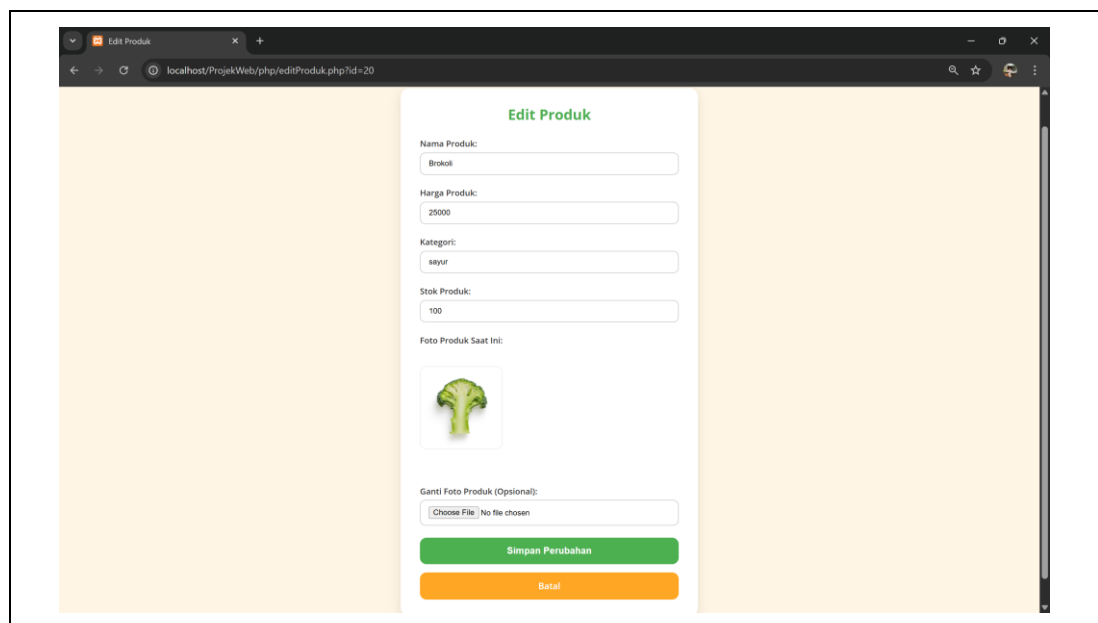 Edit Produk
localhost/ProjekWeb/php/editProduk.php?id=20
Edit Produk
Nama Produk:
Brokoli
Harga Produk:
25000
Kategori:
sayur
Stok Produk:
100
Foto Produk Saat Ini:
Ganti Foto Produk (Opsional):
Choose File No file chosen
Simpan Perubahan
Batal